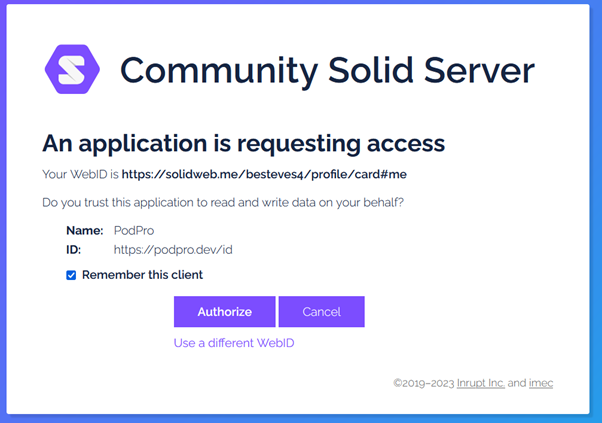 Community Solid Server
An application is requesting access
Your WebID is https://solidweb.me/besteves4/profile/card#me
Do you trust this application to read and write data on your behalf?
Name: PodPro
ID: https://podpro.dev/id
Remember this client
Authorize Cancel
Use a different WebID
©2019–2023 Inrupt Inc. and imec